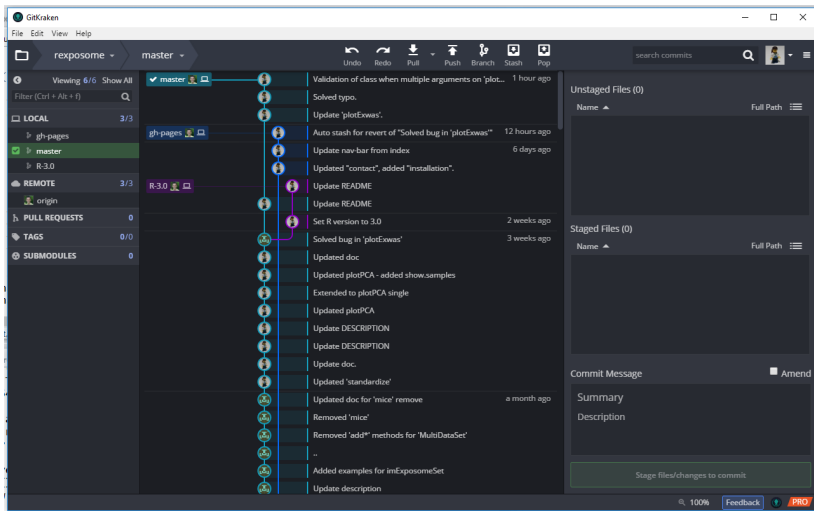 GitKraken
File Edit View Help
rexposome
master
Undo
Redo
Pull
Push
Branch
Stash
Pop
search commits
Viewing 6/6 Show All
Filter (Ctrl + Alt + f)
LOCAL 3/3
gh-pages
master
R-3.0
REMOTE 3/3
origin
PULL REQUESTS 0
TAGS 0/0
SUBMODULES 0
master Validation of class when multiple arguments on 'plot... 1 hour ago
Solved typo.
Update 'plotExwas'.
gh-pages Auto stash for revert of "Solved bug in 'plotExwas'" 12 hours ago
Update nav-bar from index 6 days ago
Updated "contact", added "installation".
R-3.0 Update README
Update README
Set R version to 3.0 2 weeks ago
Solved bug in 'plotExwas' 3 weeks ago
Updated doc
Updated plotPCA - added show.samples
Extended to plotPCA single
Updated plotPCA
Update DESCRIPTION
Update DESCRIPTION
Update doc.
Updated 'standardize'
Updated doc for 'mice' remove a month ago
Removed 'mice'
Removed 'add*' methods for 'MultiDataSet'
..
Added examples for imExposomeSet
Update description
Unstaged Files (0)
Name Full Path
Staged Files (0)
Name Full Path
Commit Message Amend
Summary
Description
Stage files/changes to commit
100% Feedback PRO